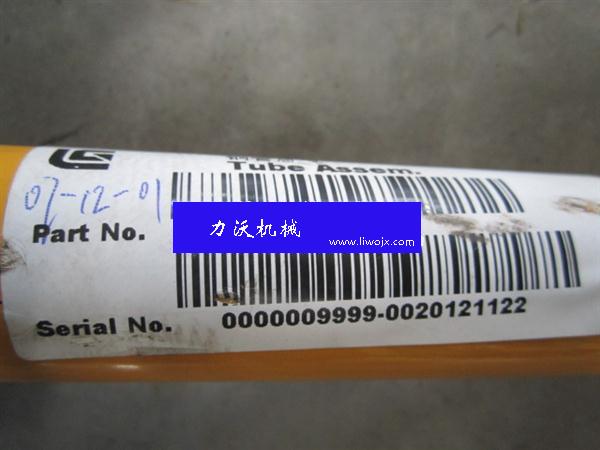 Tube Assem.
07-12-01
Part No.
力沃机械
www.liwojx.com
Serial No. 0000009999-0020121122